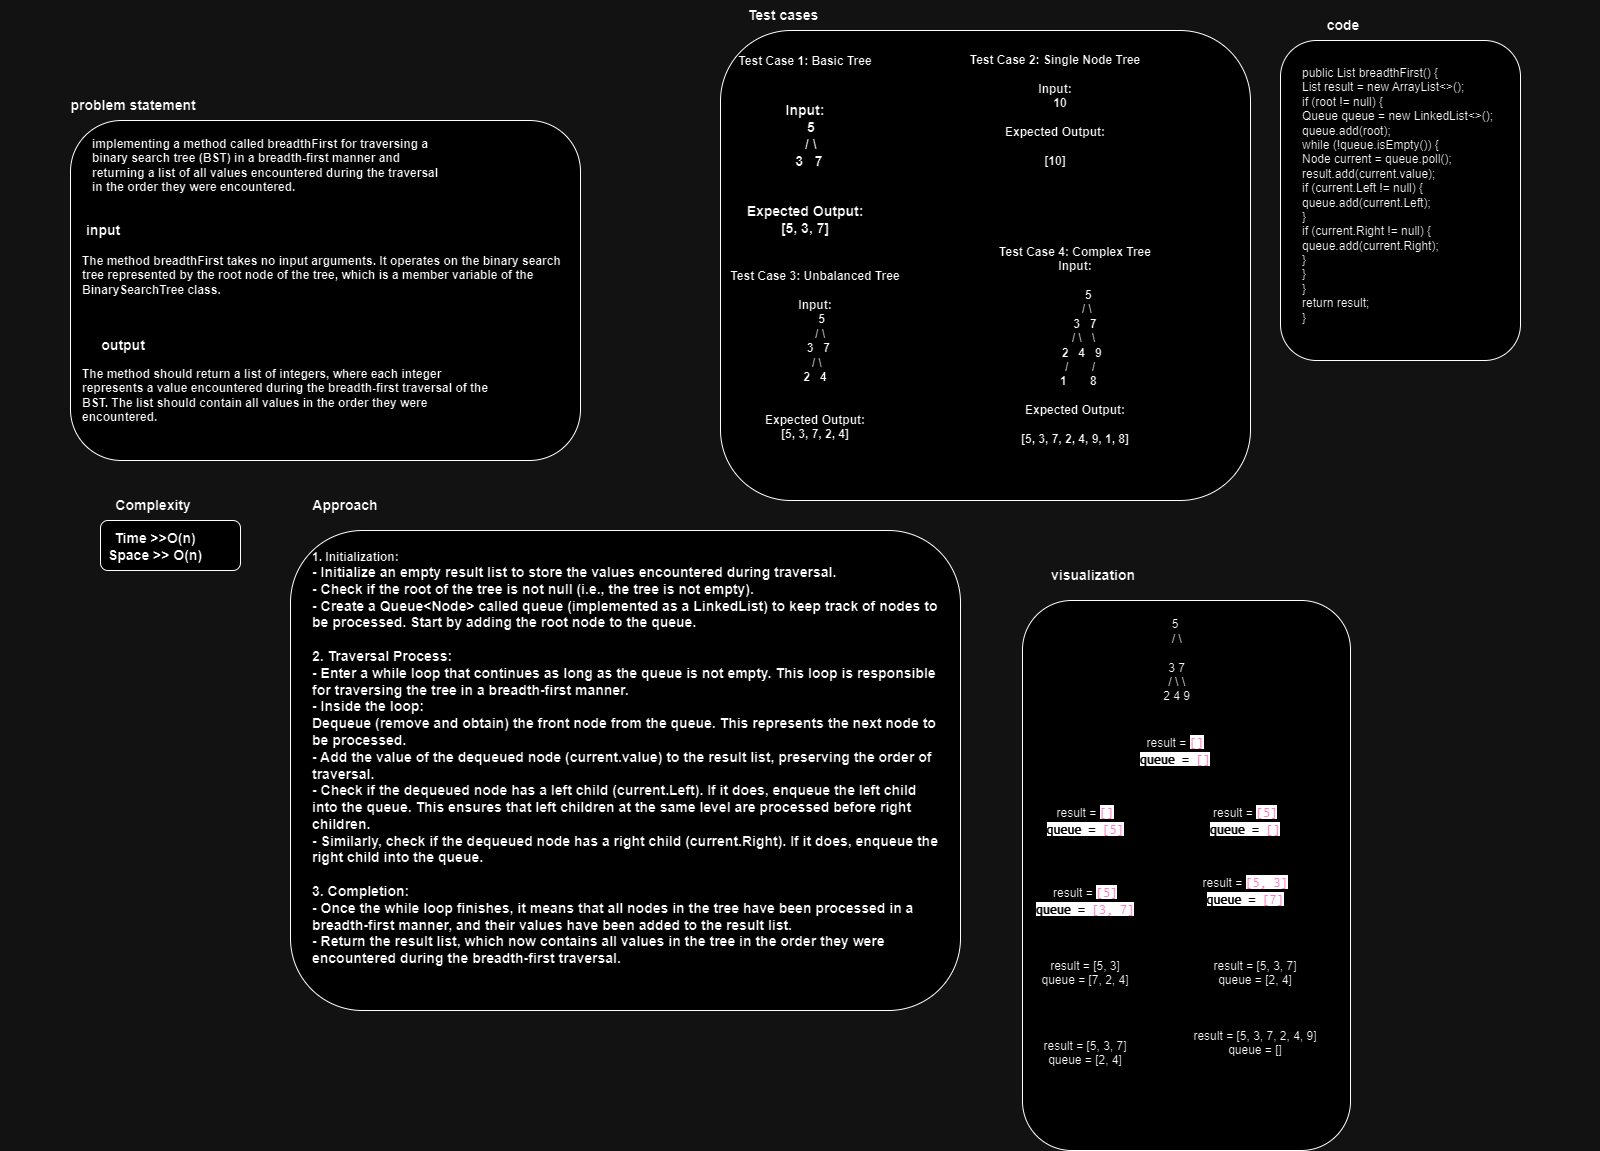 problem statement
implementing a method called breadthFirst for traversing a
binary search tree (BST) in a breadth-first manner and
returning a list of all values encountered during the traversal
in the order they were encountered.
input
The method breadthFirst takes no input arguments. It operates on the binary search
tree represented by the root node of the tree, which is a member variable of the
BinarySearchTree class.
output
The method should return a list of integers, where each integer
represents a value encountered during the breadth-first traversal of the
BST. The list should contain all values in the order they were
encountered.
Test cases
Test Case 1: Basic Tree
Input:
5
/ \
3 7
Expected Output:
[5, 3, 7]
Test Case 2: Single Node Tree
Input:
10
Expected Output:
[10]
Test Case 3: Unbalanced Tree
Input:
5
/ \
3 7
/ \
2 4
Expected Output:
[5, 3, 7, 2, 4]
Test Case 4: Complex Tree
Input:
5
/ \
3 7
/ \ \
2 4 9
/ /
1 8
Expected Output:
[5, 3, 7, 2, 4, 9, 1, 8]
code
public List breadthFirst() {
List result = new ArrayList<>();
if (root != null) {
Queue queue = new LinkedList<>();
queue.add(root);
while (!queue.isEmpty()) {
Node current = queue.poll();
result.add(current.value);
if (current.Left != null) {
queue.add(current.Left);
}
if (current.Right != null) {
queue.add(current.Right);
}
}
}
return result;
}
Complexity
Time >>O(n)
Space >> O(n)
Approach
1. Initialization:
- Initialize an empty result list to store the values encountered during traversal.
- Check if the root of the tree is not null (i.e., the tree is not empty).
- Create a Queue<Node> called queue (implemented as a LinkedList) to keep track of nodes to
be processed. Start by adding the root node to the queue.
2. Traversal Process:
- Enter a while loop that continues as long as the queue is not empty. This loop is responsible
for traversing the tree in a breadth-first manner.
- Inside the loop:
Dequeue (remove and obtain) the front node from the queue. This represents the next node to
be processed.
- Add the value of the dequeued node (current.value) to the result list, preserving the order of
traversal.
- Check if the dequeued node has a left child (current.Left). If it does, enqueue the left child
into the queue. This ensures that left children at the same level are processed before right
children.
- Similarly, check if the dequeued node has a right child (current.Right). If it does, enqueue the
right child into the queue.
3. Completion:
- Once the while loop finishes, it means that all nodes in the tree have been processed in a
breadth-first manner, and their values have been added to the result list.
- Return the result list, which now contains all values in the tree in the order they were
encountered during the breadth-first traversal.
visualization
5
/ \
3 7
/ \ \
2 4 9
result = []
queue = []
result = []
queue = [5]
result = [5]
queue = []
result = [5]
queue = [3, 7]
result = [5, 3]
queue = [7]
result = [5, 3]
queue = [7, 2, 4]
result = [5, 3, 7]
queue = [2, 4]
result = [5, 3, 7]
queue = [2, 4]
result = [5, 3, 7, 2, 4, 9]
queue = []